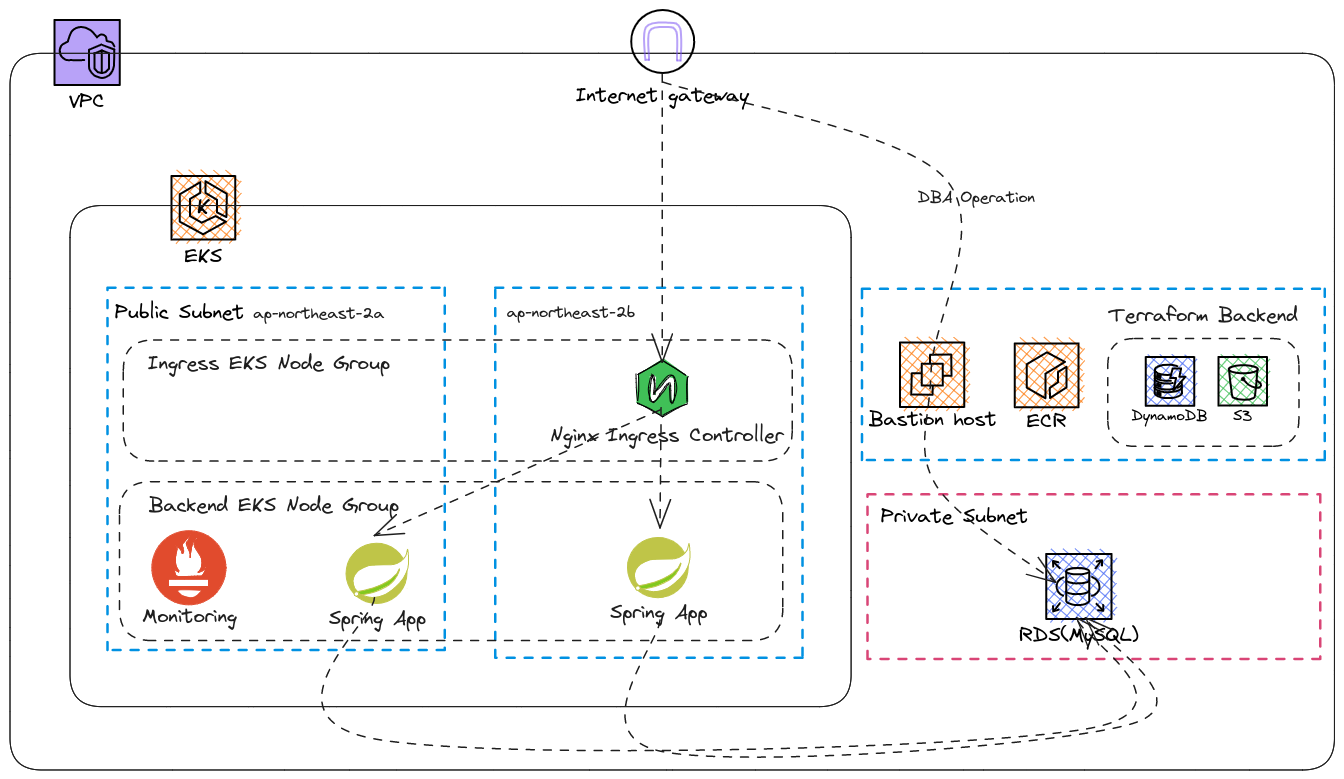 VPC
Internet gateway
DBA Operation
EKS
Public Subnet ap-northeast-2a
ap-northeast-2b
Ingress EKS Node Group
Nginx Ingress Controller
Backend EKS Node Group
Monitoring
Spring App
Spring App
Terraform Backend
Bastion host
ECR
DynamoDB
S3
Private Subnet
RDS(MySQL)